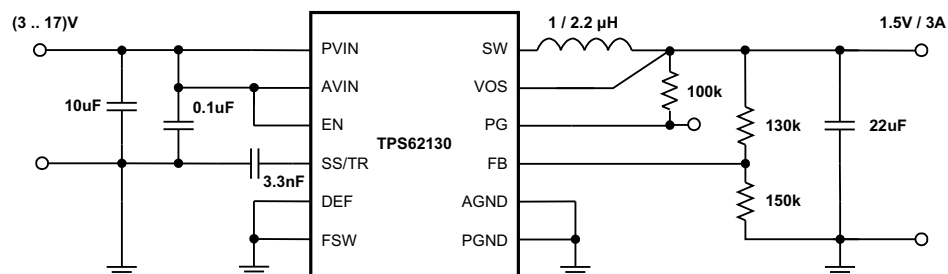 (3 .. 17)V
1 / 2.2 µH
1.5V / 3A
PVIN
SW
AVIN
VOS
10uF
0.1uF
100k
EN
PG
TPS62130
130k
22uF
SS/TR
FB
3.3nF
DEF
AGND
150k
FSW
PGND